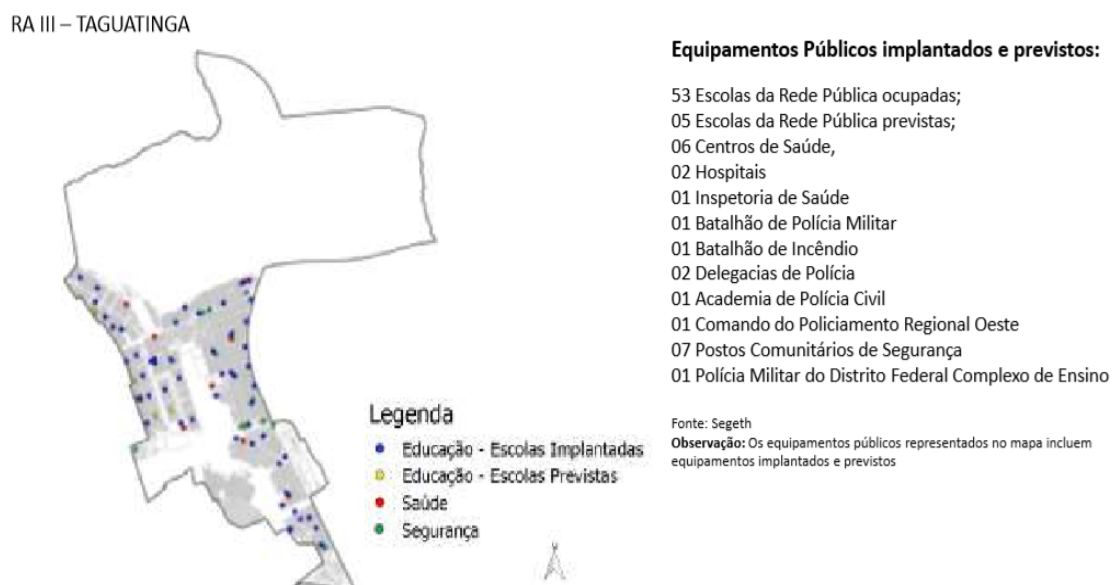 RA III – TAGUATINGA
Equipamentos Públicos implantados e previstos:
53 Escolas da Rede Pública ocupadas;
05 Escolas da Rede Pública previstas;
06 Centros de Saúde,
02 Hospitais
01 Inspetoria de Saúde
01 Batalhão de Polícia Militar
01 Batalhão de Incêndio
02 Delegacias de Polícia
01 Academia de Polícia Civil
01 Comando do Policiamento Regional Oeste
07 Postos Comunitários de Segurança
01 Polícia Militar do Distrito Federal Complexo de Ensino
Fonte: Segeth
Observação: Os equipamentos públicos representados no mapa incluem
equipamentos implantados e previstos
Legenda
Educação - Escolas Implantadas
Educação - Escolas Previstas
Saúde
Segurança